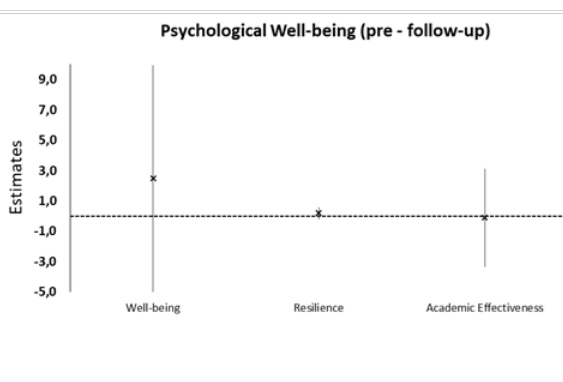 Psychological Well-being (pre - follow-up)
9,0
7,0
5,0
3,0
1,0
-1,0
-3,0
-5,0
Estimates
Well-being
Resilience
Academic Effectiveness